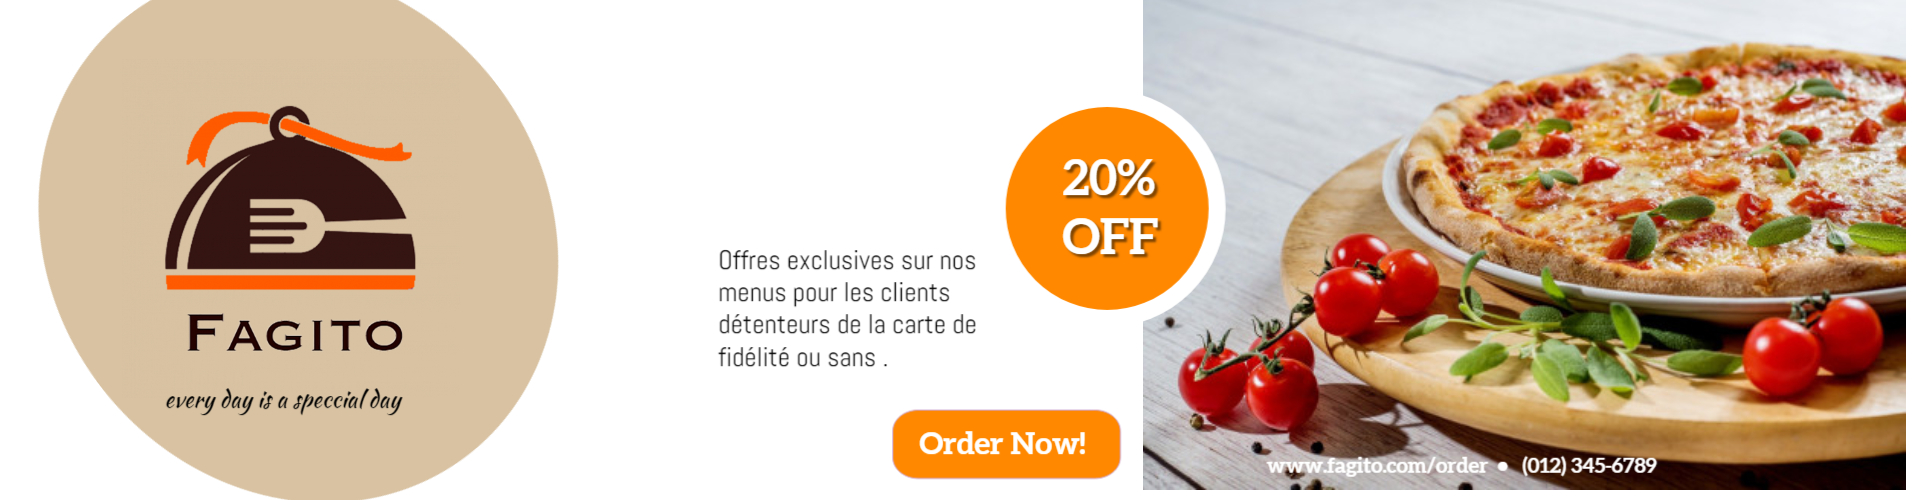 FAGITO
every day is a speccial day
Offres exclusives sur nos
menus pour les clients
détenteurs de la carte de
fidélité ou sans .
20%
OFF
Order Now!
www.fagito.com/order • (012) 345-6789